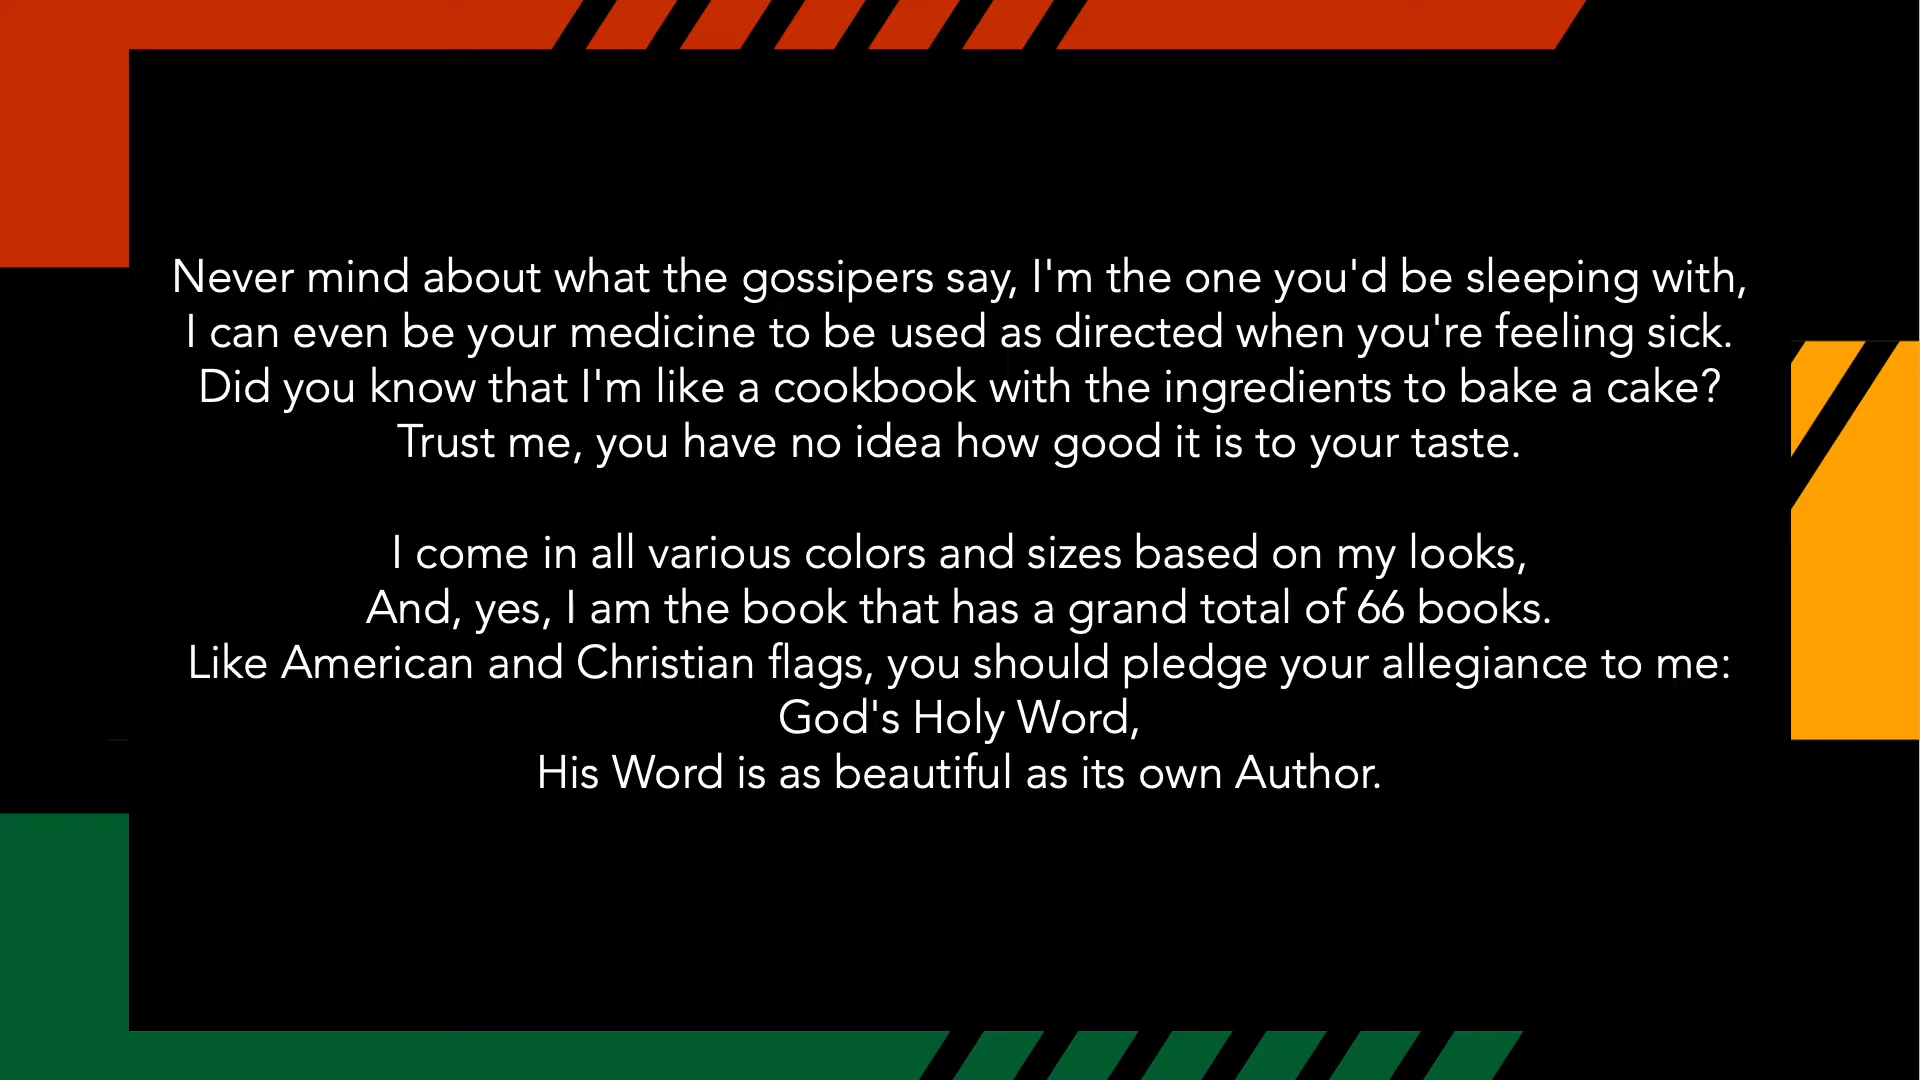 Never mind about what the gossipers say, I'm the one you'd be sleeping with,
I can even be your medicine to be used as directed when you're feeling sick.
Did you know that I'm like a cookbook with the ingredients to bake a cake?
Trust me, you have no idea how good it is to your taste.
I come in all various colors and sizes based on my looks,
And, yes, I am the book that has a grand total of 66 books.
Like American and Christian flags, you should pledge your allegiance to me:
God's Holy Word,
His Word is as beautiful as its own Author.